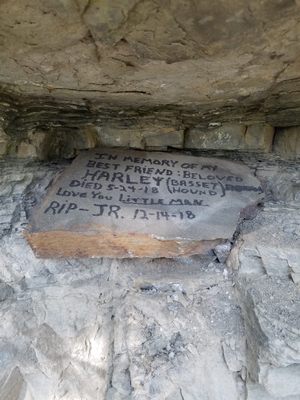 IN MEMORY OF MY
BEST FRIEND: BELOVED
HARLEY (BASSET
DIED 5-24-18 (HOUND)
LOVE YOU LITTLE MAN
RIP-JR. 12-14-18